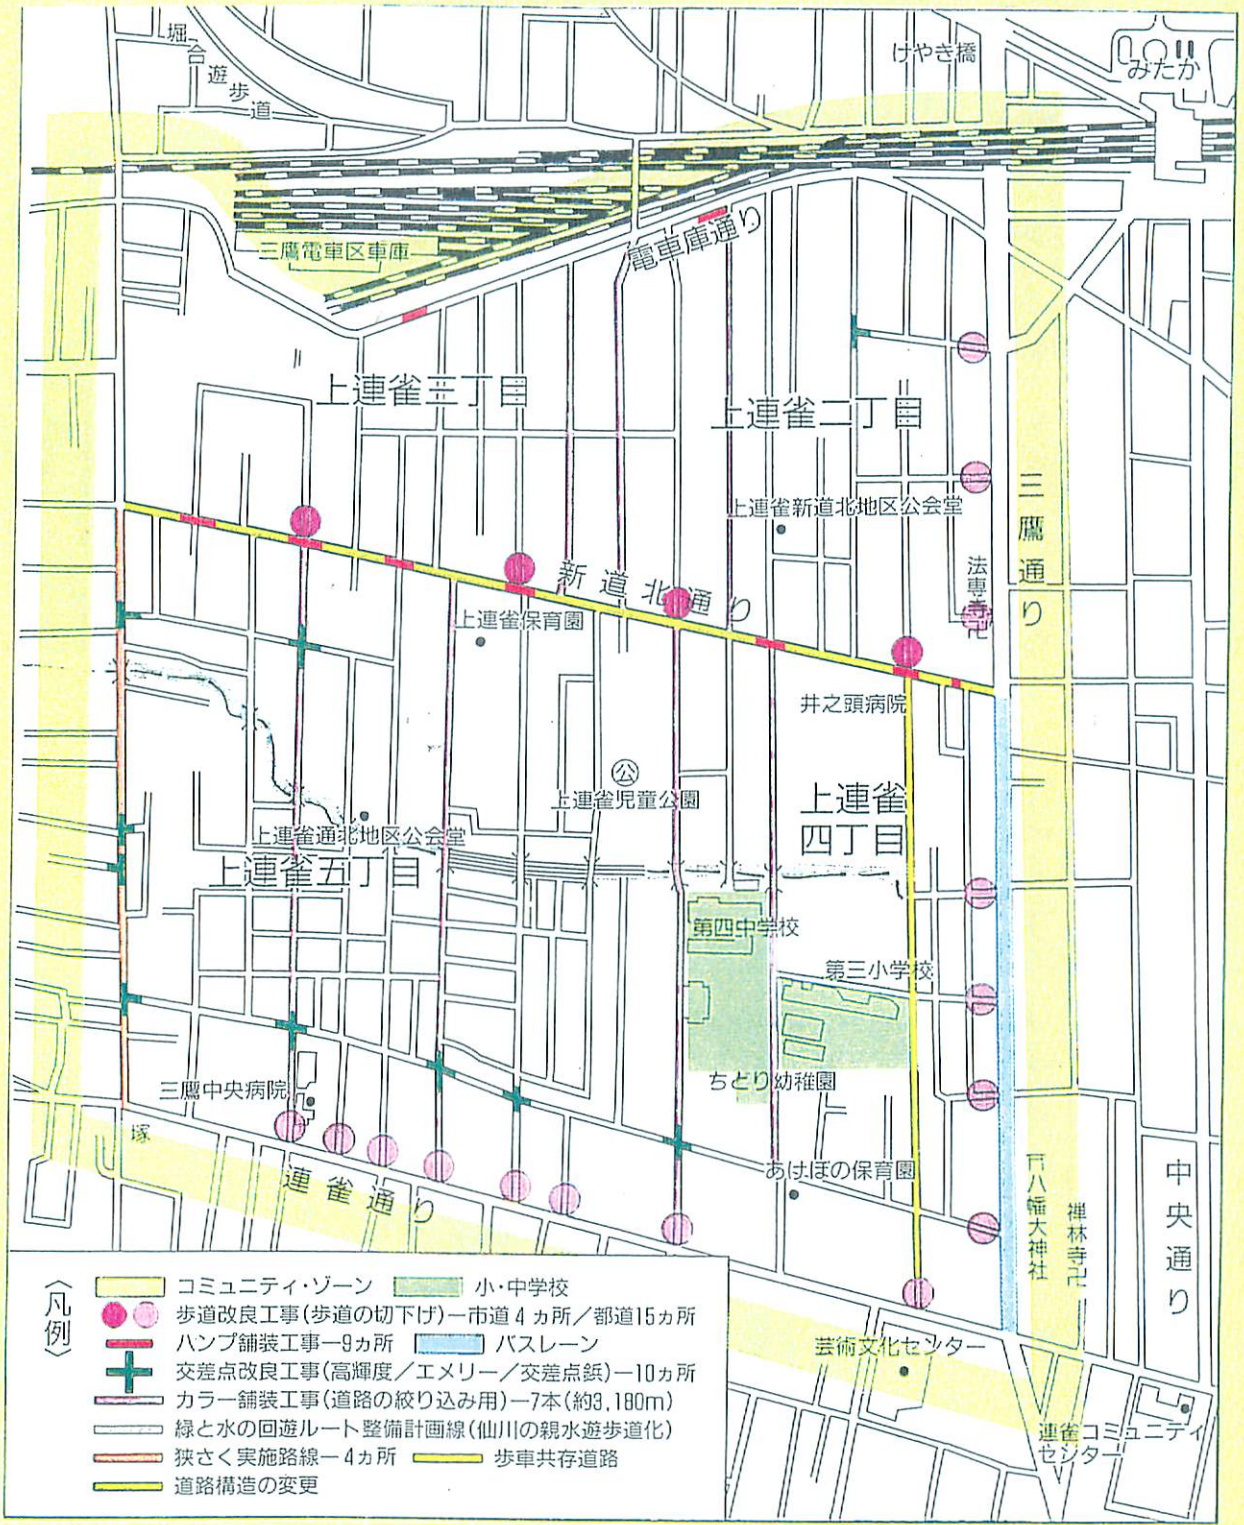 堀合遊歩道
けやき橋
みたか
三鷹電車区車庫
電車庫通り
上連雀三丁目
上連雀二丁目
上連雀新道北地区公会堂
三鷹通り
法専寺卍
新道北通り
上連雀保育園
井之頭病院
公
上連雀児童公園
上連雀
四丁目
上連雀通北地区公会堂
上連雀五丁目
第四中学校
第三小学校
ちどり幼稚園
三鷹中央病院
塚
連雀通り
あけぼの保育園
八幡大神社
禅林寺卍
中央通り
芸術文化センター
連雀コミュニティ
センター
〈凡例〉
コミュニティ・ゾーン 小・中学校
歩道改良工事(歩道の切下げ)ー市道4ヵ所／都道15ヵ所
ハンプ舗装工事ー9ヵ所 バスレーン
交差点改良工事(高輝度／エメリー／交差点鋲)ー10ヵ所
カラー舗装工事(道路の絞り込み用)ー7本(約3,180m)
緑と水の回遊ルート整備計画線(仙川の親水遊歩道化)
狭さく実施路線ー4ヵ所 歩車共存道路
道路構造の変更